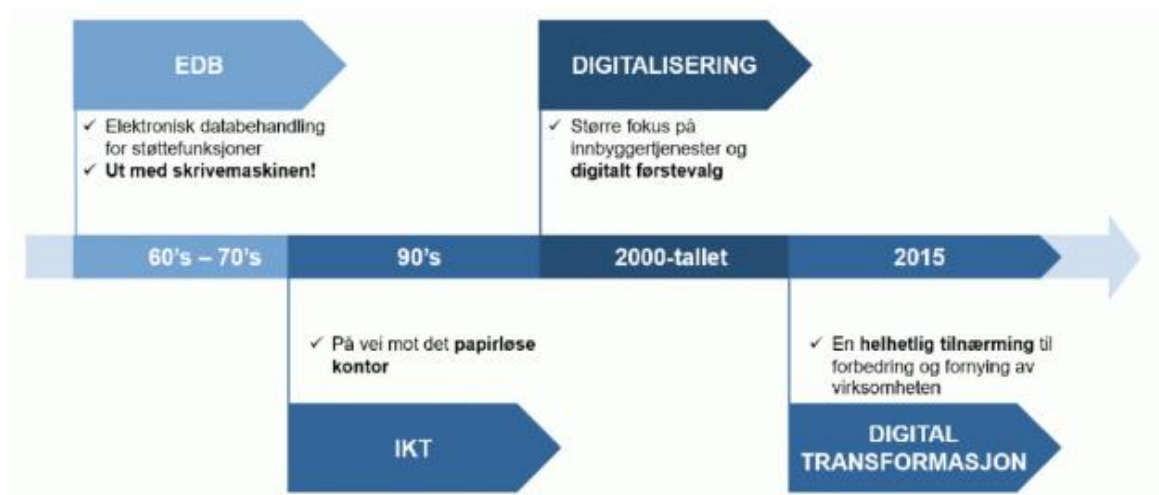 EDB
✓ Elektronisk databehandling
for støttefunksjoner
✓ Ut med skrivemaskinen!
DIGITALISERING
✓ Større fokus på
innbyggertjenester og
digitalt førstevalg
60's – 70's
90's
2000-tallet
2015
✓ På vei mot det papirløse
kontor
IKT
✓ En helhetlig tilnærming til
forbedring og fornying av
virksomheten
DIGITAL
TRANSFORMASJON